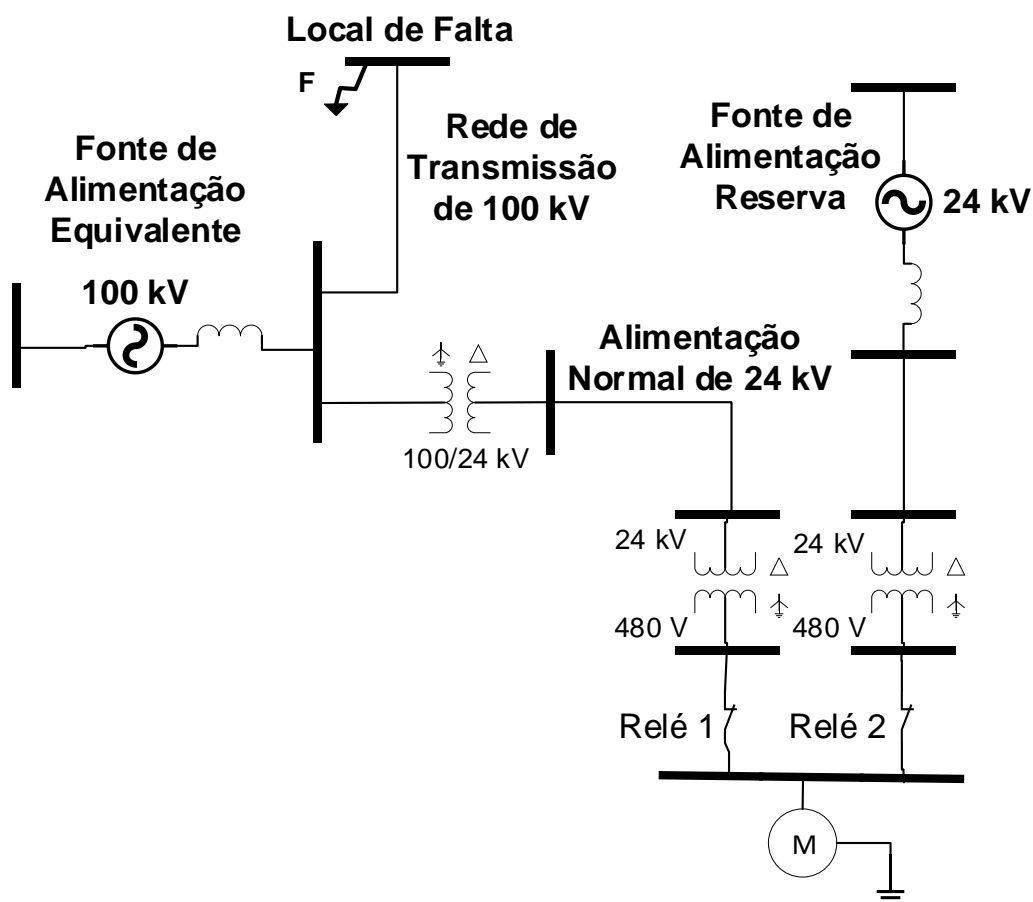 Local de Falta
F
Rede de
Transmissão
de 100 kV
Fonte de
Alimentação
Reserva
24 kV
Fonte de
Alimentação
Equivalente
100 kV
Alimentação
Normal de 24 kV
100/24 kV
24 kV
24 kV
480 V
480 V
Relé 1
Relé 2
M